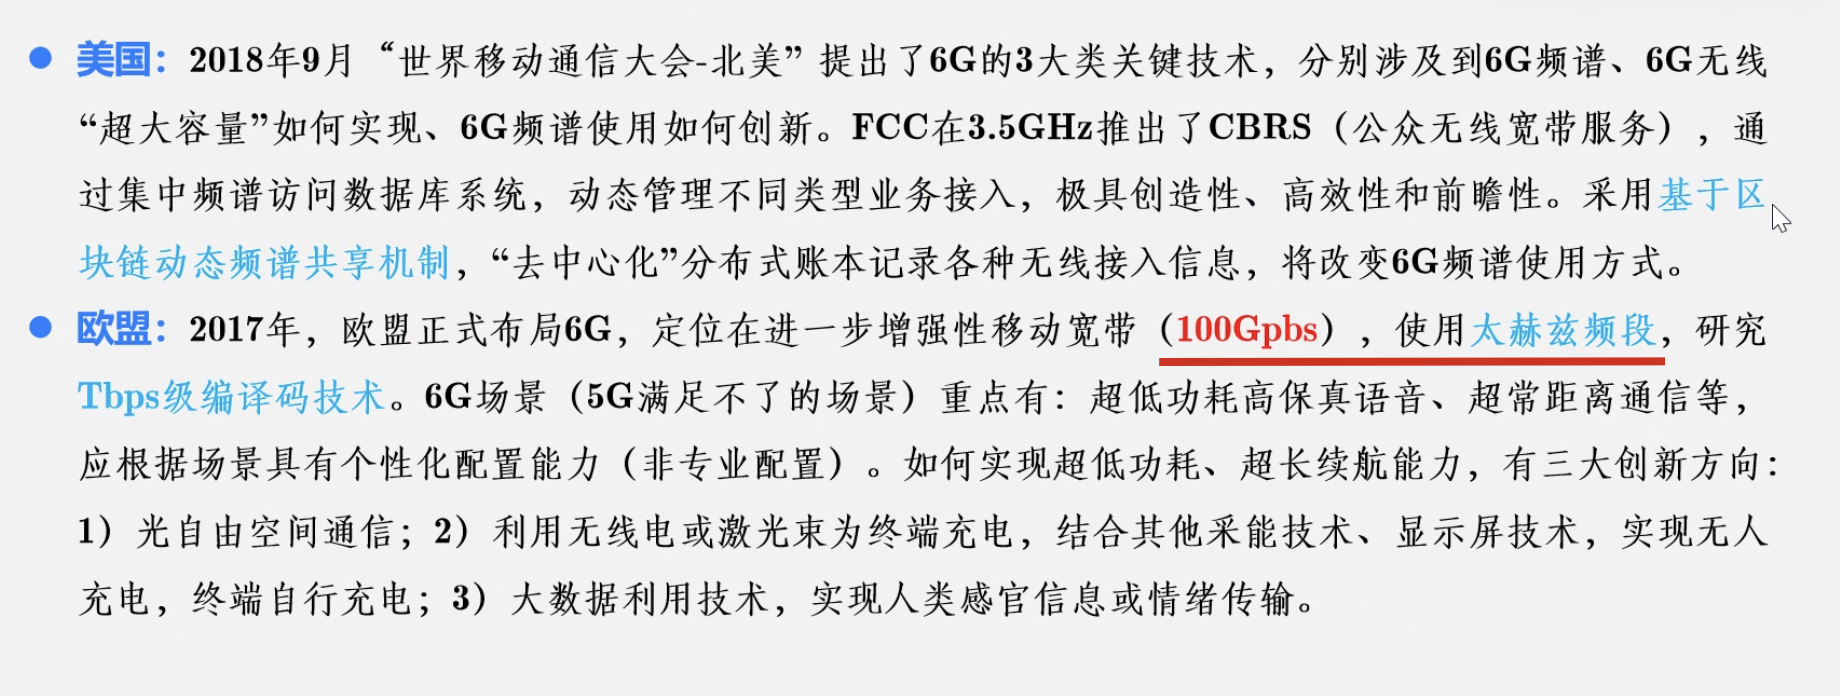 美国：2018年9月“世界移动通信大会-北美”提出了6G的3大类关键技术，分别涉及到6G频谱、6G无线
“超大容量”如何实现、6G频谱使用如何创新。FCC在3.5GHz推出了CBRS（公众无线宽带服务），通
过集中频谱访问数据库系统，动态管理不同类型业务接入，极具创造性、高效性和前瞻性。采用基于区
块链动态频谱共享机制，“去中心化”分布式账本记录各种无线接入信息，将改变6G频谱使用方式。
欧盟：2017年，欧盟正式布局6G，定位在进一步增强性移动宽带（100Gpbs），使用太赫兹频段，研究
Tbps级编译码技术。6G场景（5G满足不了的场景）重点有：超低功耗高保真语音、超常距离通信等，
应根据场景具有个性化配置能力（非专业配置）。如何实现超低功耗、超长续航能力，有三大创新方向：
1）光自由空间通信；2）利用无线电或激光束为终端充电，结合其他采能技术、显示屏技术，实现无人
充电，终端自行充电；3）大数据利用技术，实现人类感官信息或情绪传输。